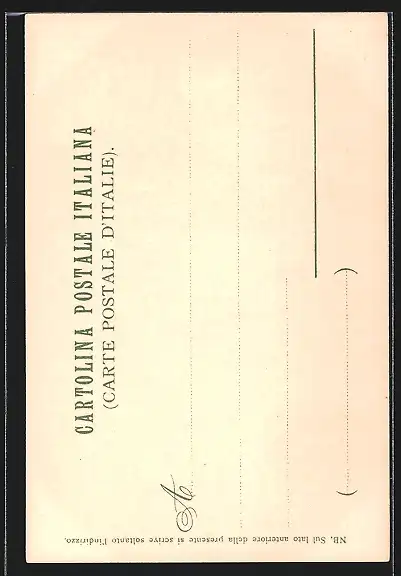 CARTOLINA POSTALE ITALIANA
(CARTE POSTALE D'ITALIE).
A
( )
NB. Sul lato anteriore della presente si scrive soltanto l'indirizzo.